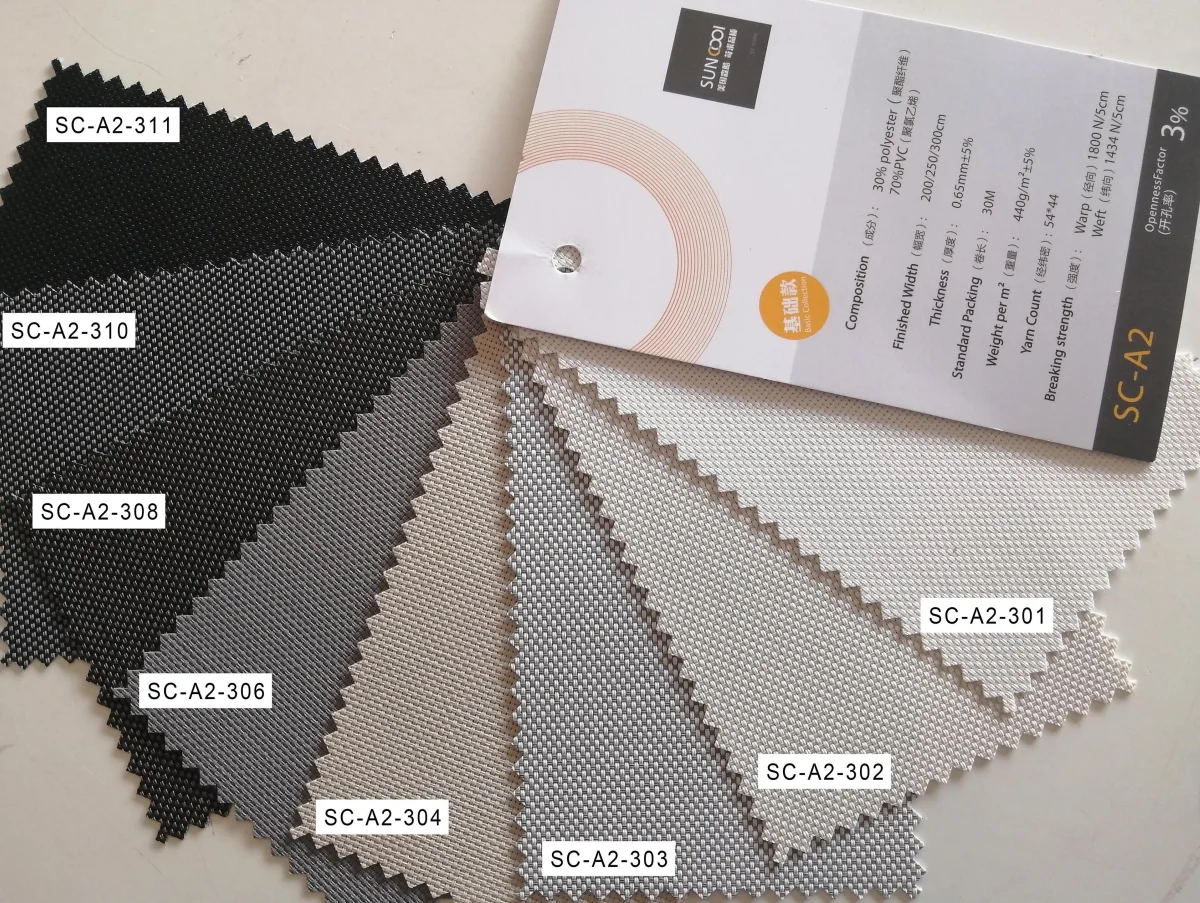 SUNCOOL
Composition（成分）： 30% polyester（聚酯纤维）
70%PVC（聚氯乙烯）
Finished Width（幅宽）： 200/250/300cm
Thickness（厚度）： 0.65mm±5%
Standard Packing（卷长）： 30M
Weight per m²（重量）： 440g/m²±5%
Yarn Count（经纬密）：54*44
Breaking strength（强度）： Warp（径向）1800 N/5cm
Weft（纬向）1434 N/5cm
基础款
Basic Collection
SC-A2
OpennessFactor 3%
（开孔率）
SC-A2-311
SC-A2-310
SC-A2-308
SC-A2-306
SC-A2-304
SC-A2-303
SC-A2-302
SC-A2-301